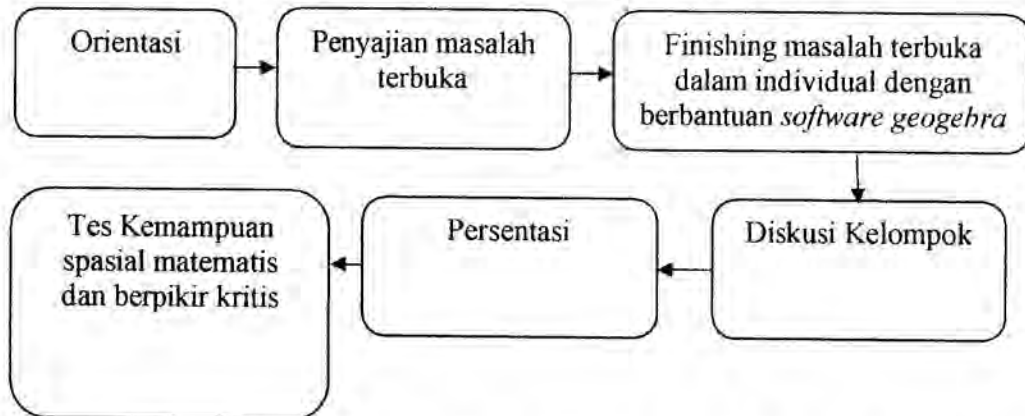 Orientasi
Penyajian masalah
terbuka
Finishing masalah terbuka
dalam individual dengan
berbantuan software geogebra
Diskusi Kelompok
Persentasi
Tes Kemampuan
spasial matematis
dan berpikir kritis